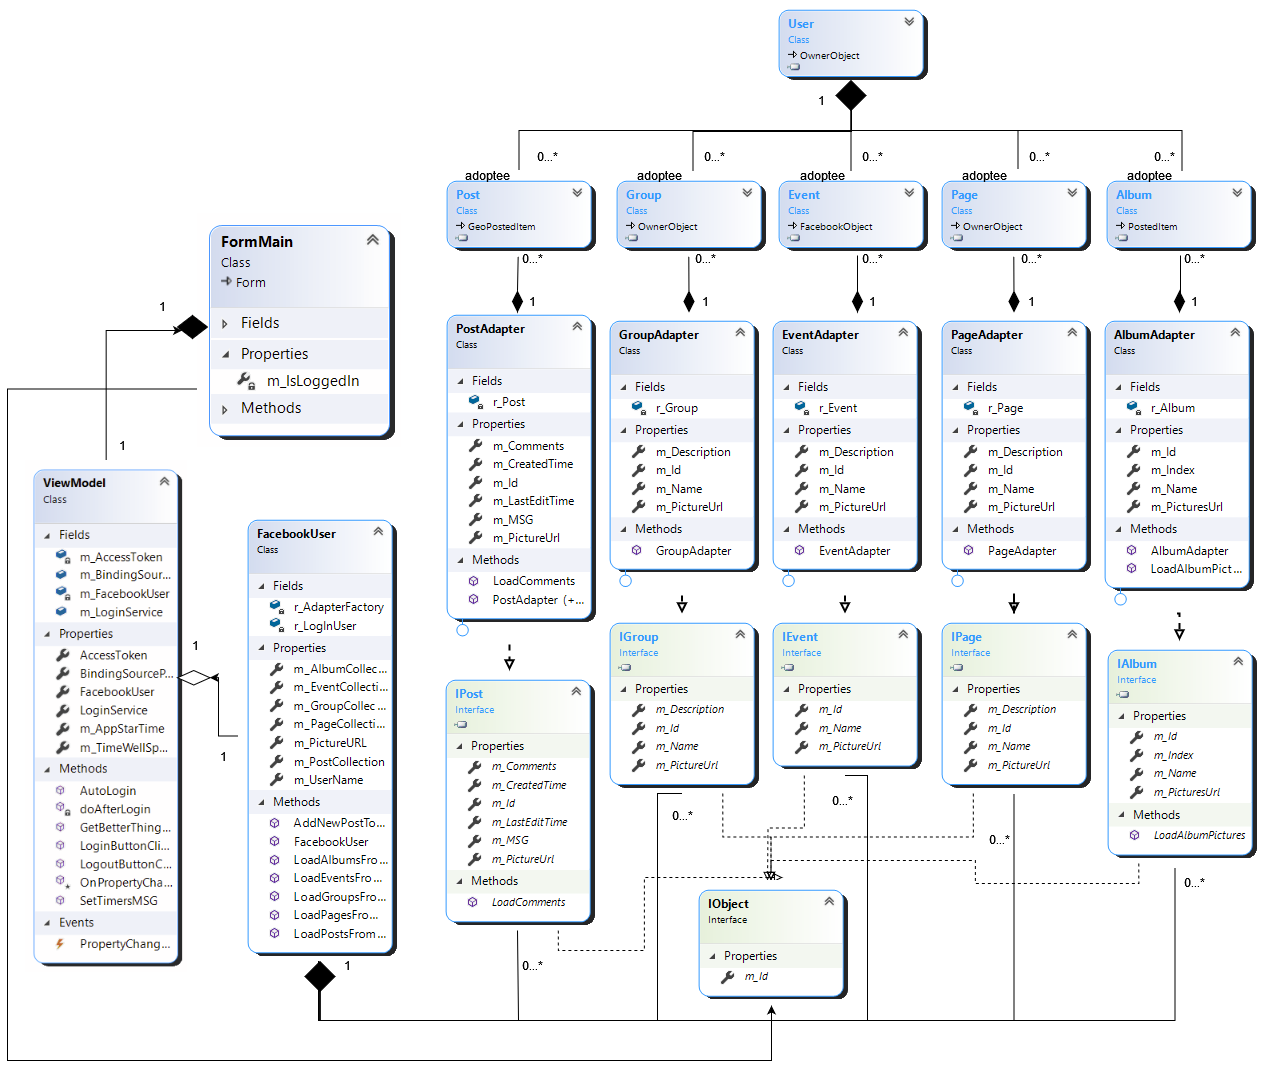 User
Class
OwnerObject
1
0...*
0...*
0...*
0...*
0...*
adoptee
adoptee
adoptee
adoptee
adoptee
Post
Class
GeoPostedItem
Group
Class
OwnerObject
Event
Class
FacebookObject
Page
Class
OwnerObject
Album
Class
PostedItem
0...*
0...*
0...*
0...*
0...*
1
1
1
1
1
FormMain
Class
Form
Fields
Properties
m_IsLoggedIn
Methods
1
1
PostAdapter
Class
Fields
r_Post
Properties
m_Comments
m_CreatedTime
m_Id
m_LastEditTime
m_MSG
m_PictureUrl
Methods
LoadComments
PostAdapter (+...
GroupAdapter
Class
Fields
r_Group
Properties
m_Description
m_Id
m_Name
m_PictureUrl
Methods
GroupAdapter
EventAdapter
Class
Fields
r_Event
Properties
m_Description
m_Id
m_Name
m_PictureUrl
Methods
EventAdapter
PageAdapter
Class
Fields
r_Page
Properties
m_Description
m_Id
m_Name
m_PictureUrl
Methods
PageAdapter
AlbumAdapter
Class
Fields
r_Album
Properties
m_Id
m_Index
m_Name
m_PicturesUrl
Methods
AlbumAdapter
LoadAlbumPict...
ViewModel
Class
Fields
m_AccessToken
m_BindingSour...
m_FacebookUser
m_LoginService
Properties
AccessToken
BindingSourceP...
FacebookUser
LoginService
m_AppStarTime
m_TimeWellSp...
Methods
AutoLogin
doAfterLogin
GetBetterThing...
LoginButtonCli...
LogoutButtonC...
OnPropertyCha...
SetTimersMSG
Events
PropertyChang...
1
1
FacebookUser
Class
Fields
r_AdapterFactory
r_LogInUser
Properties
m_AlbumCollec...
m_EventCollecti...
m_GroupCollec...
m_PageCollecti...
m_PictureURL
m_PostCollection
m_UserName
Methods
AddNewPostTo...
FacebookUser
LoadAlbumsFro...
LoadEventsFro...
LoadGroupsFro...
LoadPagesFro...
LoadPostsFrom ...
1
IPost
Interface
Properties
m_Comments
m_CreatedTime
m_Id
m_LastEditTime
m_MSG
m_PictureUrl
Methods
LoadComments
0...*
IGroup
Interface
Properties
m_Description
m_Id
m_Name
m_PictureUrl
0...*
IEvent
Interface
Properties
m_Id
m_Name
m_PictureUrl
0...*
IPage
Interface
Properties
m_Description
m_Id
m_Name
m_PictureUrl
0...*
IAlbum
Interface
Properties
m_Id
m_Index
m_Name
m_PicturesUrl
Methods
LoadAlbumPictures
0...*
IObject
Interface
Properties
m_Id